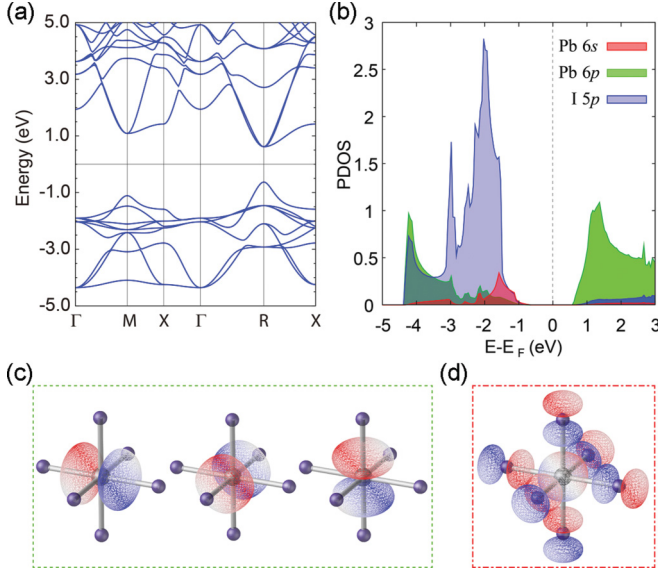 (a)
5.0
3.0
1.0
-1.0
-3.0
-5.0
Energy (eV)
Γ M X Γ R X
(b)
3
2.5
2
1.5
1
0.5
0
PDOS
Pb 6s
Pb 6p
I 5p
-5 -4 -3 -2 -1 0 1 2 3
E-E F (eV)
(c)
(d)